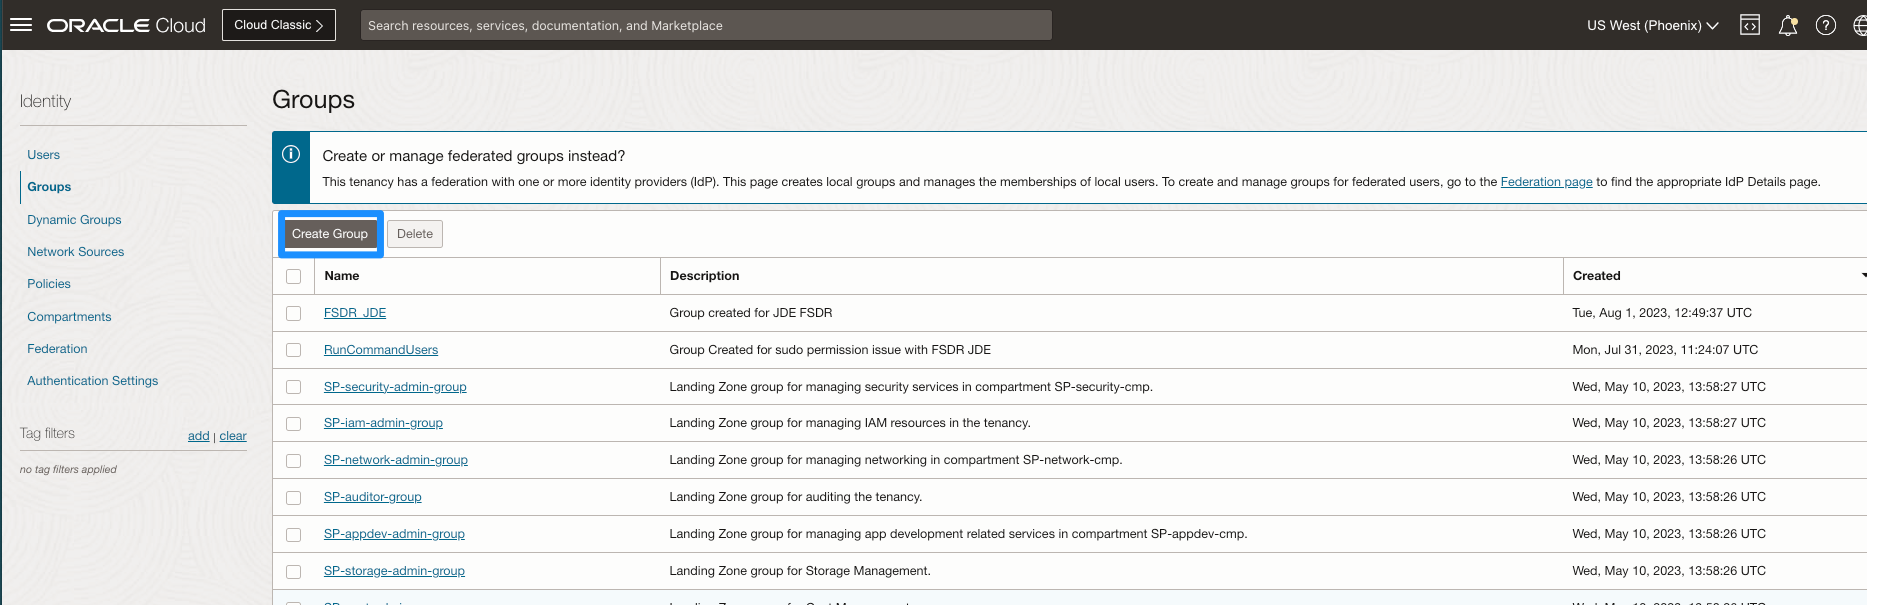 ORACLE Cloud Cloud Classic Search resources, services, documentation, and Marketplace US West (Phoenix)
Identity
Users
Groups
Dynamic Groups
Network Sources
Policies
Compartments
Federation
Authentication Settings
Tag filters add | clear
no tag filters applied
Groups
Create or manage federated groups instead?
This tenancy has a federation with one or more identity providers (IdP). This page creates local groups and manages the memberships of local users. To create and manage groups for federated users, go to the Federation page to find the appropriate IdP Details page.
Create Group Delete
Name Description Created
FSDR_JDE Group created for JDE FSDR Tue, Aug 1, 2023, 12:49:37 UTC
RunCommandUsers Group Created for sudo permission issue with FSDR JDE Mon, Jul 31, 2023, 11:24:07 UTC
SP-security-admin-group Landing Zone group for managing security services in compartment SP-security-cmp. Wed, May 10, 2023, 13:58:27 UTC
SP-iam-admin-group Landing Zone group for managing IAM resources in the tenancy. Wed, May 10, 2023, 13:58:27 UTC
SP-network-admin-group Landing Zone group for managing networking in compartment SP-network-cmp. Wed, May 10, 2023, 13:58:26 UTC
SP-auditor-group Landing Zone group for auditing the tenancy. Wed, May 10, 2023, 13:58:26 UTC
SP-appdev-admin-group Landing Zone group for managing app development related services in compartment SP-appdev-cmp. Wed, May 10, 2023, 13:58:26 UTC
SP-storage-admin-group Landing Zone group for Storage Management. Wed, May 10, 2023, 13:58:26 UTC